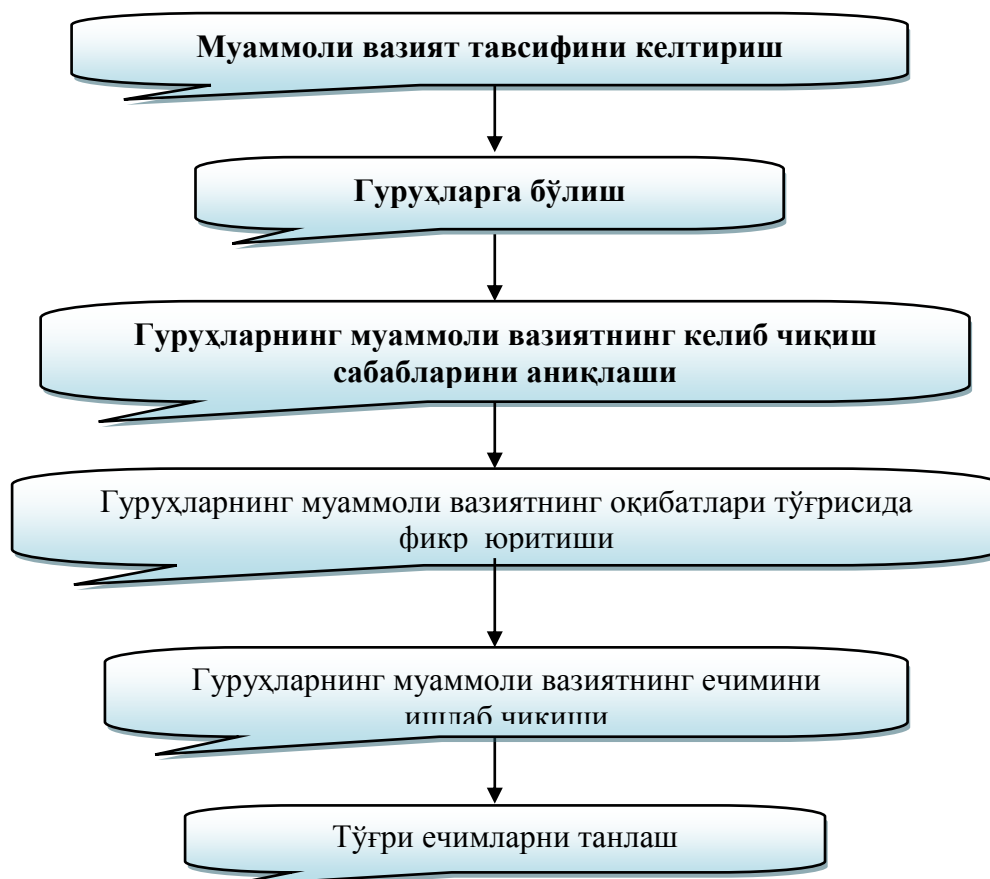 Муаммоли вазият тавсифини келтириш
Гуруҳларга бўлиш
Гуруҳларнинг муаммоли вазиятнинг келиб чиқиш
сабабларини аниқлаши
Гуруҳларнинг муаммоли вазиятнинг оқибатлари тўғрисида
фикр юритиши
Гуруҳларнинг муаммоли вазиятнинг ечимини
ишлаб чиқиши
Тўғри ечимларни танлаш